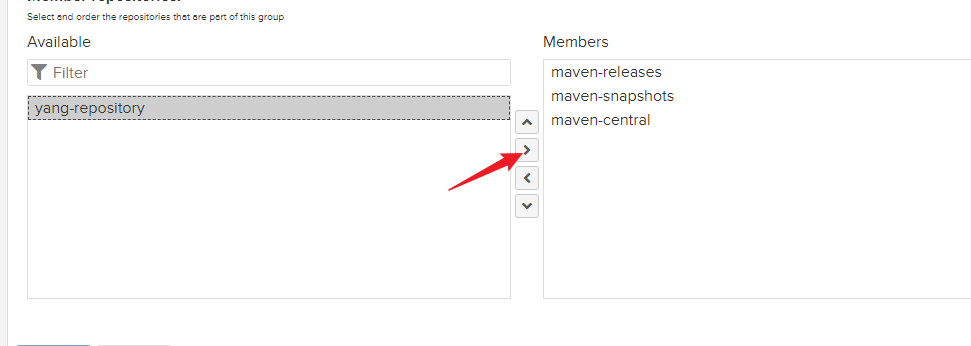 Select and order the repositories that are part of this group
Available
Members
Filter
yang-repository
maven-releases
maven-snapshots
maven-central